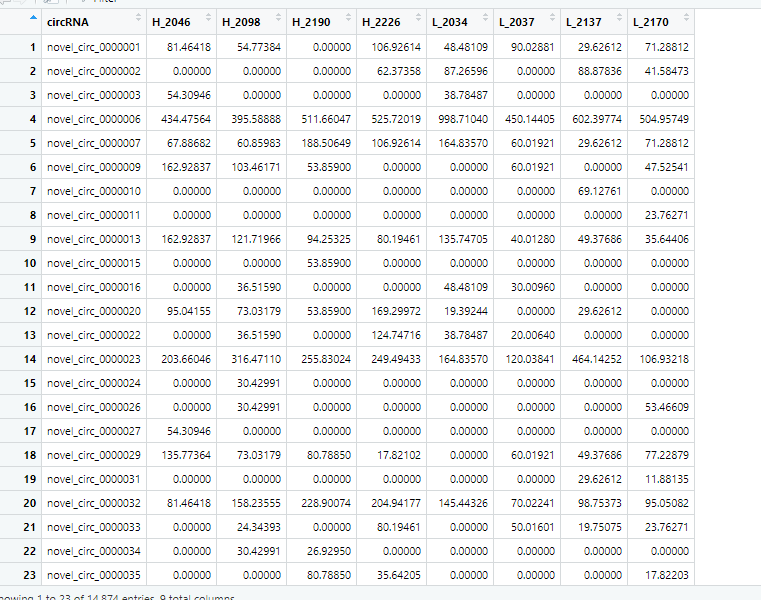 circRNA H_2046 H_2098 H_2190 H_2226 L_2034 L_2037 L_2137 L_2170
1 novel_circ_0000001 81.46418 54.77384 0.00000 106.92614 48.48109 90.02881 29.62612 71.28812
2 novel_circ_0000002 0.00000 0.00000 0.00000 62.37358 87.26596 0.00000 88.87836 41.58473
3 novel_circ_0000003 54.30946 0.00000 0.00000 0.00000 38.78487 0.00000 0.00000 0.00000
4 novel_circ_0000006 434.47564 395.58888 511.66047 525.72019 998.71040 450.14405 602.39774 504.95749
5 novel_circ_0000007 67.88682 60.85983 188.50649 106.92614 164.83570 60.01921 29.62612 71.28812
6 novel_circ_0000009 162.92837 103.46171 53.85900 0.00000 0.00000 60.01921 0.00000 47.52541
7 novel_circ_0000010 0.00000 0.00000 0.00000 0.00000 0.00000 0.00000 69.12761 0.00000
8 novel_circ_0000011 0.00000 0.00000 0.00000 0.00000 0.00000 0.00000 0.00000 23.76271
9 novel_circ_0000013 162.92837 121.71966 94.25325 80.19461 135.74705 40.01280 49.37686 35.64406
10 novel_circ_0000015 0.00000 0.00000 53.85900 0.00000 0.00000 0.00000 0.00000 0.00000
11 novel_circ_0000016 0.00000 36.51590 0.00000 0.00000 48.48109 30.00960 0.00000 0.00000
12 novel_circ_0000020 95.04155 73.03179 53.85900 169.29972 19.39244 0.00000 29.62612 0.00000
13 novel_circ_0000022 0.00000 36.51590 0.00000 124.74716 38.78487 20.00640 0.00000 0.00000
14 novel_circ_0000023 203.66046 316.47110 255.83024 249.49433 164.83570 120.03841 464.14252 106.93218
15 novel_circ_0000024 0.00000 30.42991 0.00000 0.00000 0.00000 0.00000 0.00000 0.00000
16 novel_circ_0000026 0.00000 30.42991 0.00000 0.00000 0.00000 0.00000 0.00000 53.46609
17 novel_circ_0000027 54.30946 0.00000 0.00000 0.00000 0.00000 0.00000 0.00000 0.00000
18 novel_circ_0000029 135.77364 73.03179 80.78850 17.82102 0.00000 60.01921 49.37686 77.22879
19 novel_circ_0000031 0.00000 0.00000 0.00000 0.00000 0.00000 0.00000 29.62612 11.88135
20 novel_circ_0000032 81.46418 158.23555 228.90074 204.94177 145.44326 70.02241 98.75373 95.05082
21 novel_circ_0000033 0.00000 24.34393 0.00000 80.19461 0.00000 50.01601 19.75075 23.76271
22 novel_circ_0000034 0.00000 30.42991 26.92950 0.00000 0.00000 0.00000 0.00000 0.00000
23 novel_circ_0000035 0.00000 0.00000 80.78850 35.64205 0.00000 0.00000 0.00000 17.82203
1 to 23 of 14,874 entries, 9 total columns